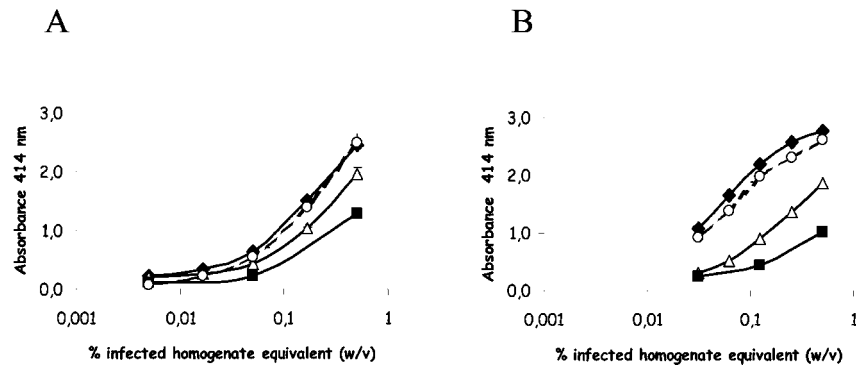 A
B
Absorbance 414 nm
3,0
2,0
1,0
0,0
0,001
0,01
0,1
1
% infected homogenate equivalent (w/v)
Absorbance 414 nm
3,0
2,0
1,0
0,0
0,001
0,01
0,1
1
% infected homogenate equivalent (w/v)